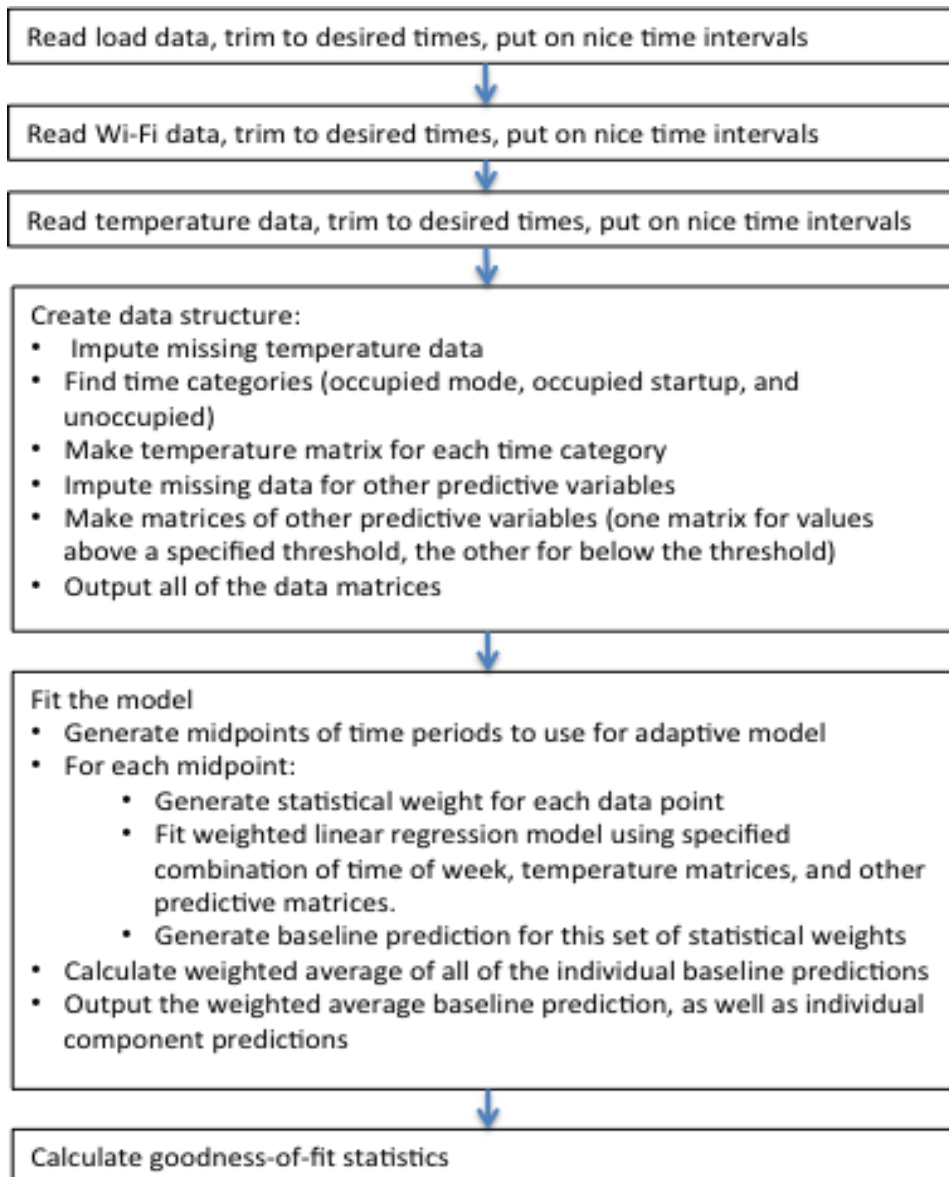 Read load data, trim to desired times, put on nice time intervals
Read Wi-Fi data, trim to desired times, put on nice time intervals
Read temperature data, trim to desired times, put on nice time intervals
Create data structure:
• Impute missing temperature data
• Find time categories (occupied mode, occupied startup, and
unoccupied)
• Make temperature matrix for each time category
• Impute missing data for other predictive variables
• Make matrices of other predictive variables (one matrix for values
above a specified threshold, the other for below the threshold)
• Output all of the data matrices
Fit the model
• Generate midpoints of time periods to use for adaptive model
• For each midpoint:
• Generate statistical weight for each data point
• Fit weighted linear regression model using specified
combination of time of week, temperature matrices, and other
predictive matrices.
• Generate baseline prediction for this set of statistical weights
• Calculate weighted average of all of the individual baseline predictions
• Output the weighted average baseline prediction, as well as individual
component predictions
Calculate goodness-of-fit statistics